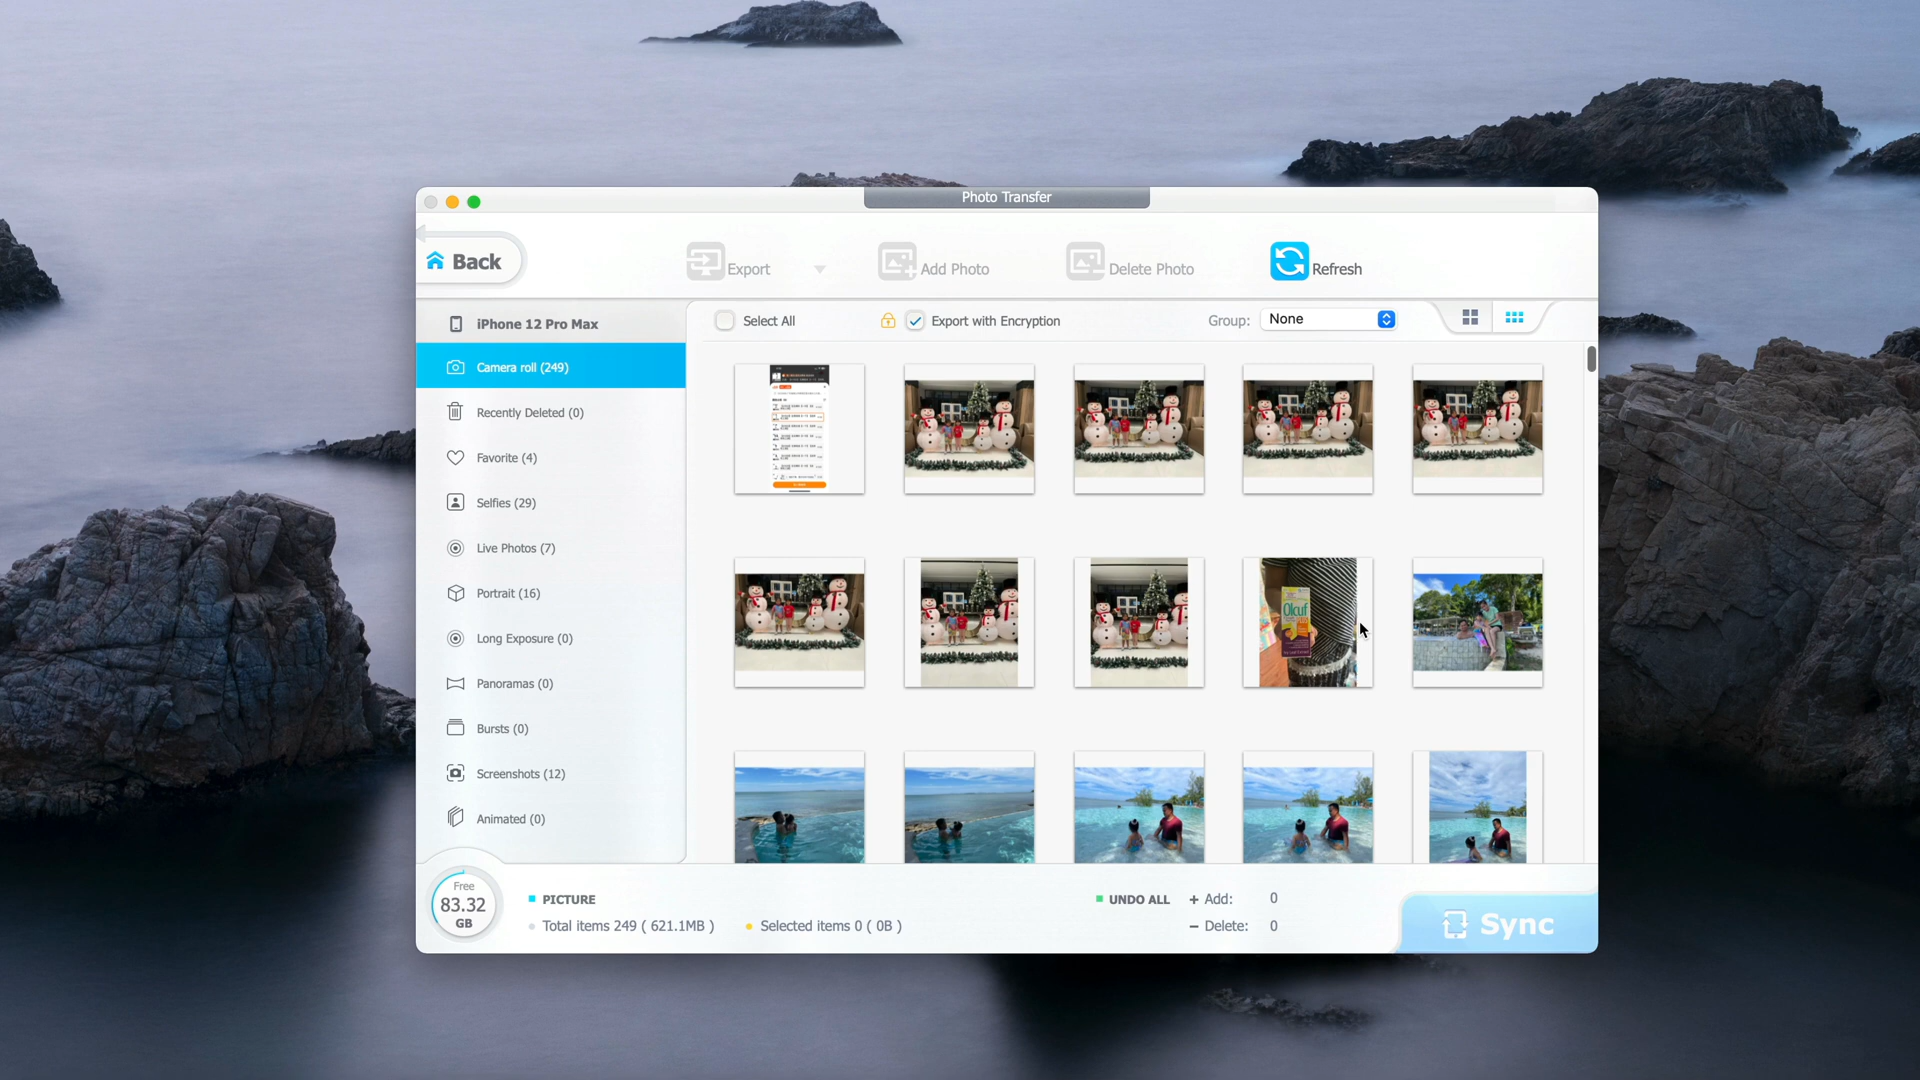 Photo Transfer
Back
Export
Add Photo
Delete Photo
Refresh
iPhone 12 Pro Max
Select All
Export with Encryption
Group:
None
Camera roll (249)
Recently Deleted (0)
Favorite (4)
Selfies (29)
Live Photos (7)
Portrait (16)
Long Exposure (0)
Panoramas (0)
Bursts (0)
Screenshots (12)
Animated (0)
Olcuf
Free
83.32
GB
PICTURE
Total items 249 ( 621.1MB )
Selected items 0 ( 0B )
UNDO ALL
+ Add: 0
− Delete: 0
Sync